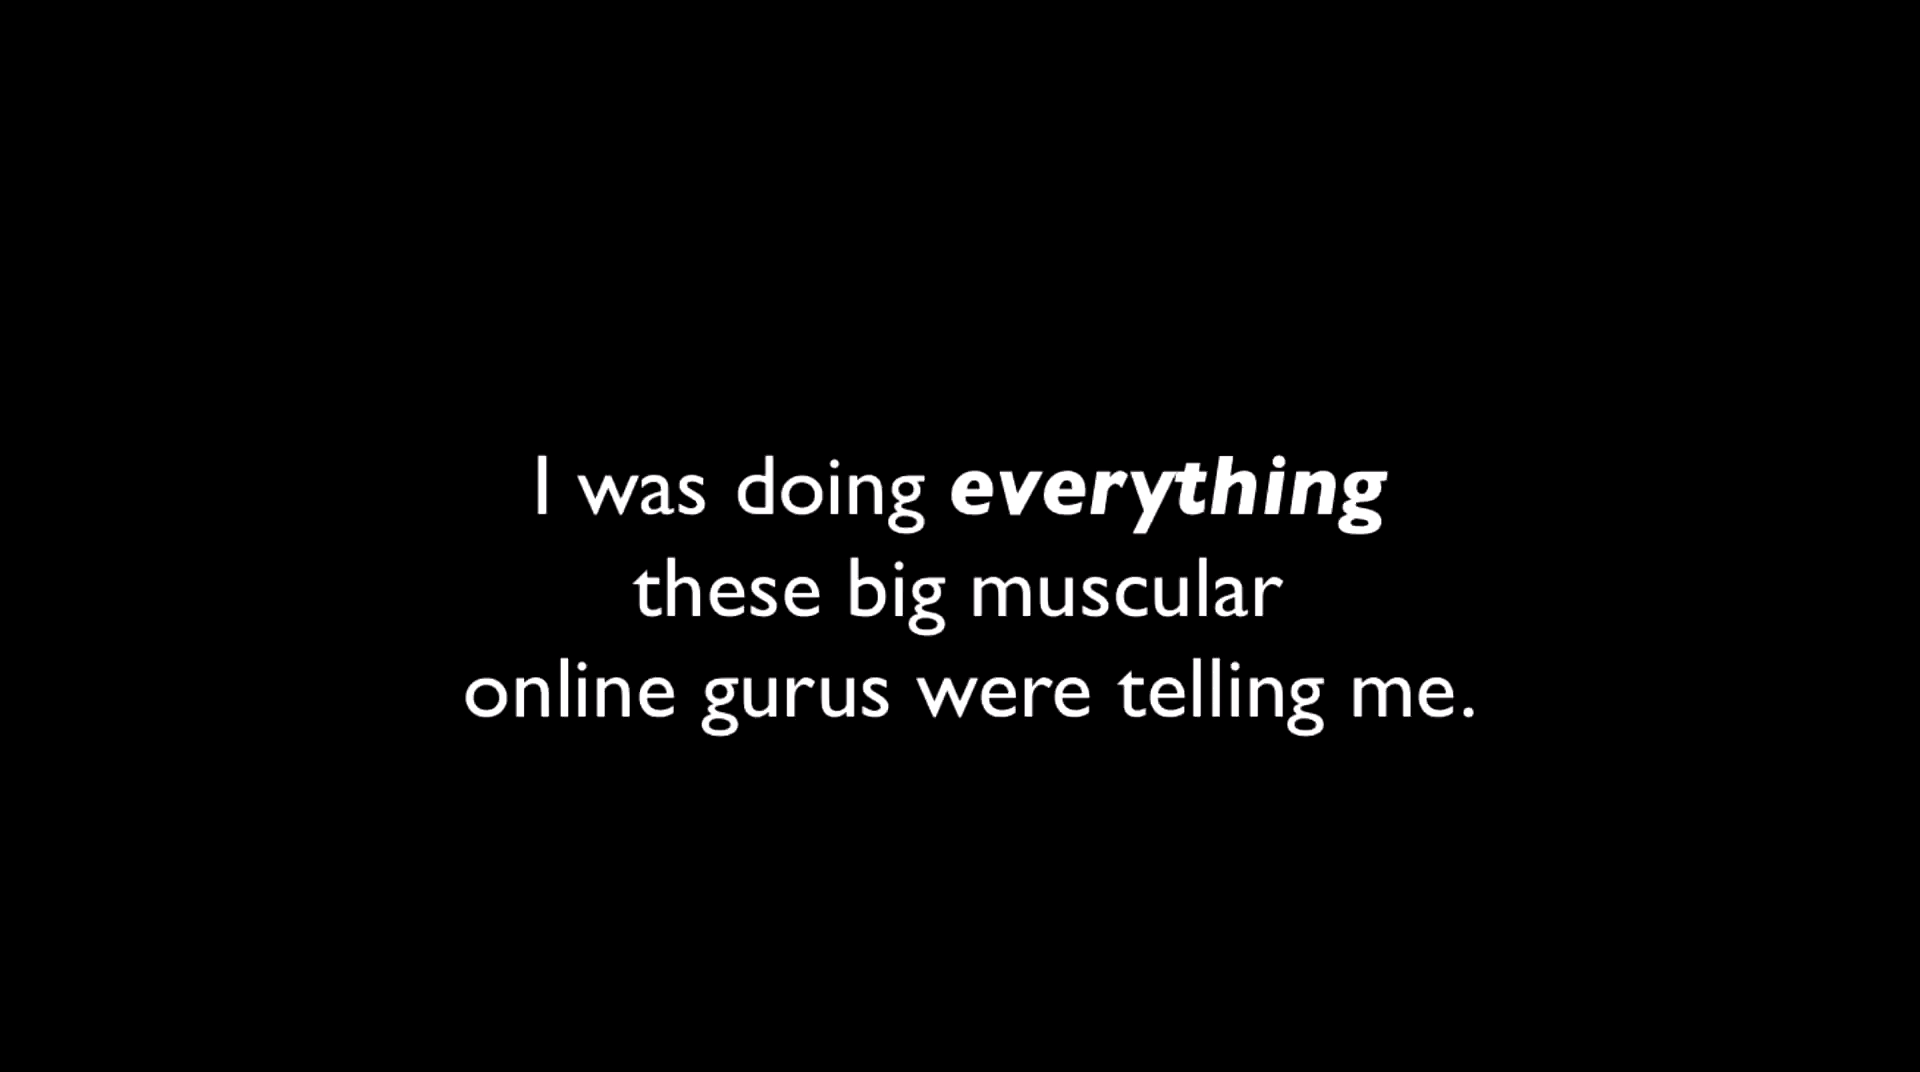 I was doing everything
these big muscular
online gurus were telling me.